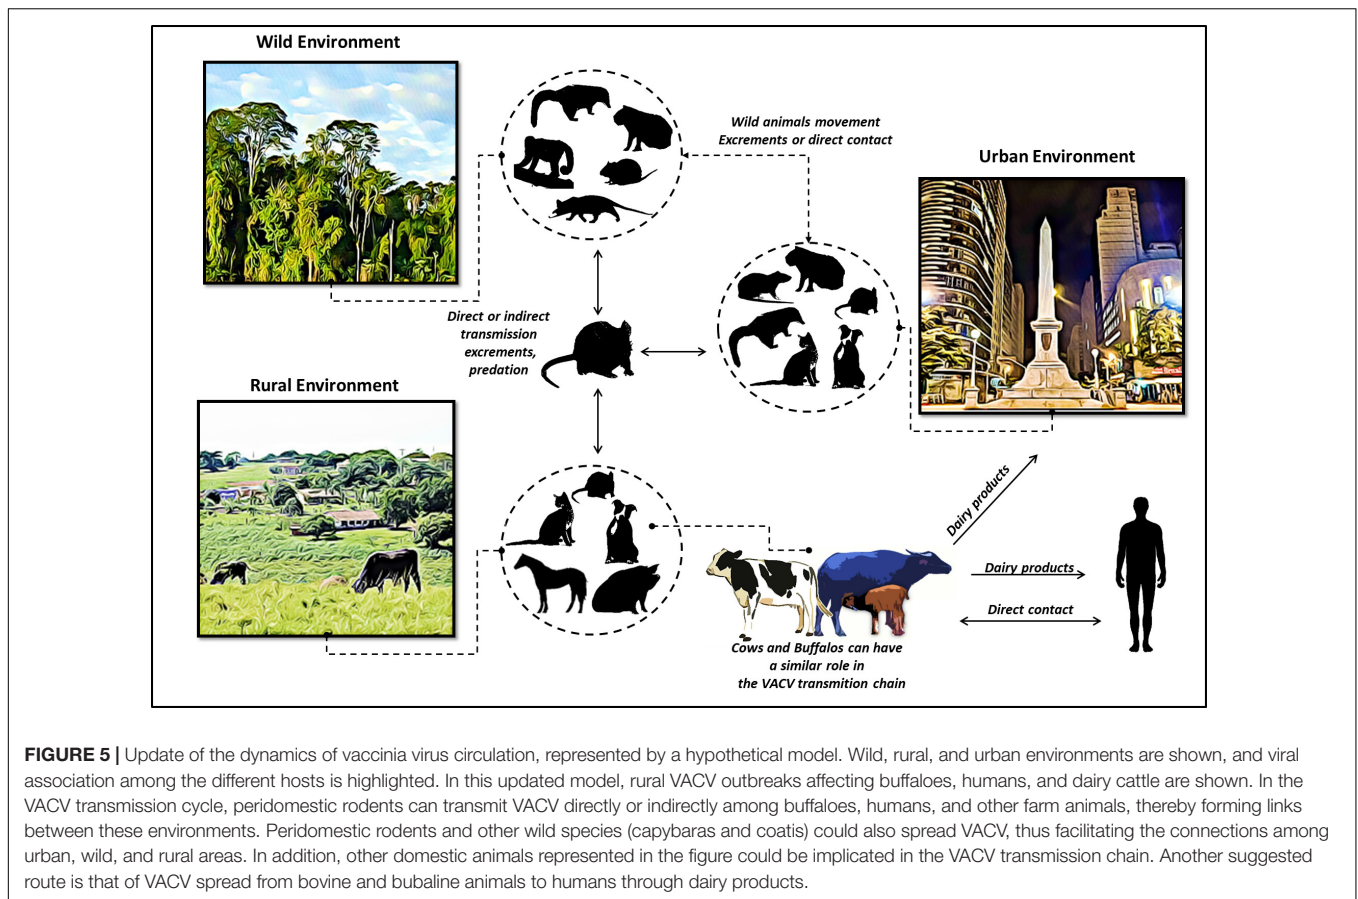 Wild Environment
Wild animals movement
Excrements or direct contact
Urban Environment
Direct or indirect
transmission
excrements,
predation
Rural Environment
Dairy products
Dairy products
Direct contact
Cows and Buffalos can have
a similar role in
the VACV transmition chain
FIGURE 5 | Update of the dynamics of vaccinia virus circulation, represented by a hypothetical model. Wild, rural, and urban environments are shown, and viral
association among the different hosts is highlighted. In this updated model, rural VACV outbreaks affecting buffaloes, humans, and dairy cattle are shown. In the
VACV transmission cycle, peridomestic rodents can transmit VACV directly or indirectly among buffaloes, humans, and other farm animals, thereby forming links
between these environments. Peridomestic rodents and other wild species (capybaras and coatis) could also spread VACV, thus facilitating the connections among
urban, wild, and rural areas. In addition, other domestic animals represented in the figure could be implicated in the VACV transmission chain. Another suggested
route is that of VACV spread from bovine and bubaline animals to humans through dairy products.